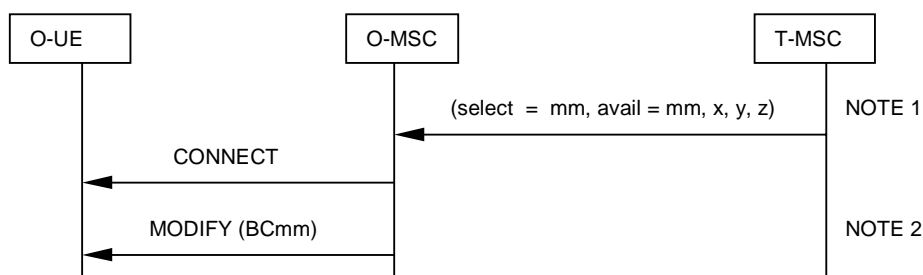 O-UE
O-MSC
T-MSC
(select = mm, avail = mm, x, y, z)
NOTE 1
CONNECT
MODIFY (BCmm)
NOTE 2